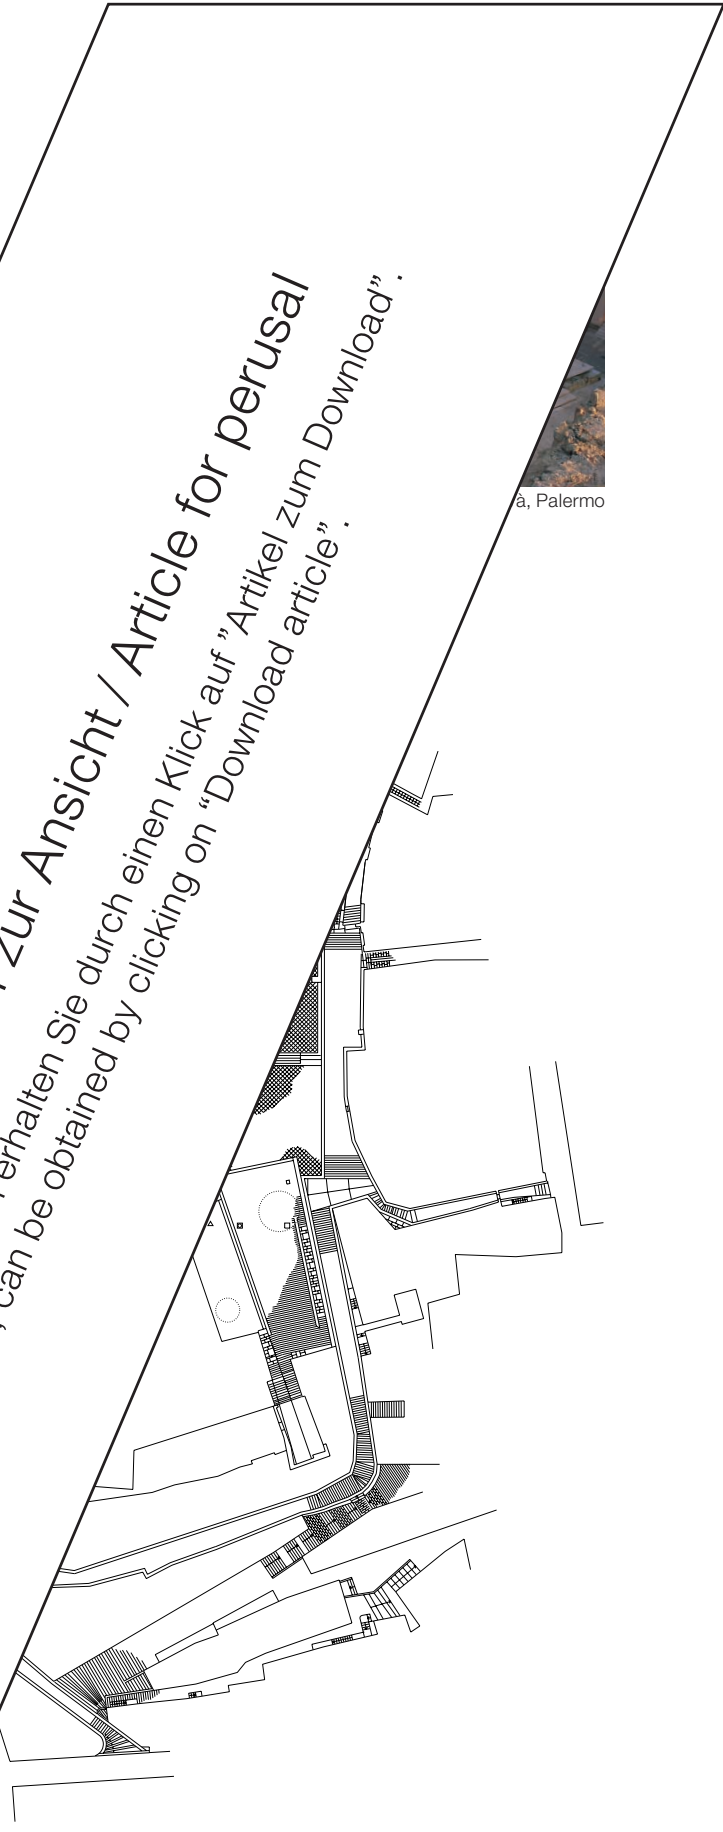 zur Ansicht / Article for perusal
erhalten Sie durch einen Klick auf ”Artikel zum Download”.
, can be obtained by clicking on “Download article”.
à, Palermo